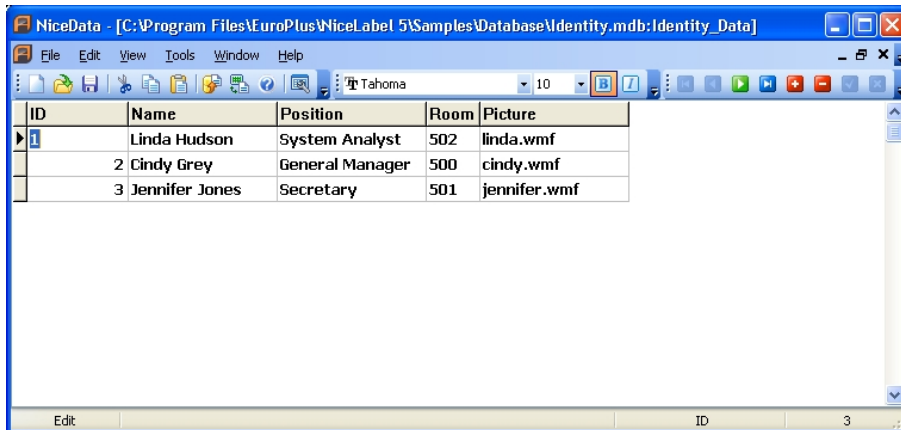 NiceData - [C:\Program Files\EuroPlus\NiceLabel 5\Samples\Database\Identity.mdb:Identity_Data]
File Edit View Tools Window Help
Tahoma 10 B I
ID Name Position Room Picture
1 Linda Hudson System Analyst 502 linda.wmf
2 Cindy Grey General Manager 500 cindy.wmf
3 Jennifer Jones Secretary 501 jennifer.wmf
Edit ID 3